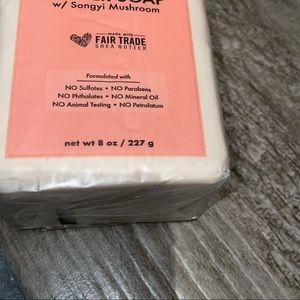 SOAP
w/ Songyi Mushroom
made with
FAIR TRADE
SHEA BUTTER
Formulated with
NO Sulfates • NO Parabens
NO Phthalates • NO Mineral Oil
NO Animal Testing • NO Petrolatum
net wt 8 oz / 227 g